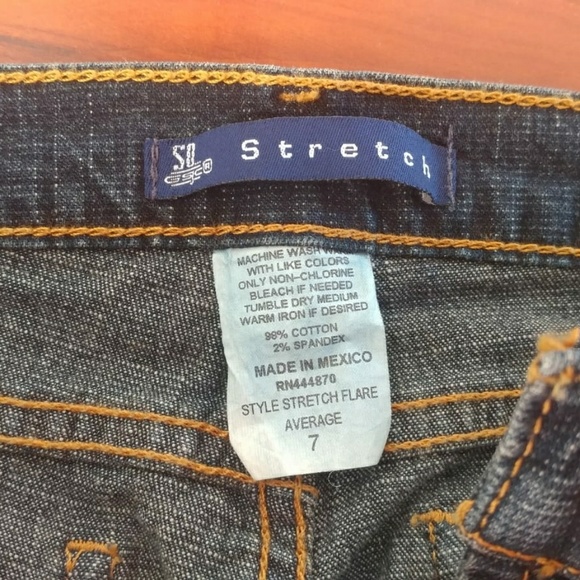 SO
Stretch
MACHINE WASH
WITH LIKE COLORS
ONLY NON-CHLORINE
BLEACH IF NEEDED
TUMBLE DRY MEDIUM
WARM IRON IF DESIRED
98% COTTON
2% SPANDEX
MADE IN MEXICO
RN444870
STYLE STRETCH FLARE
AVERAGE
7